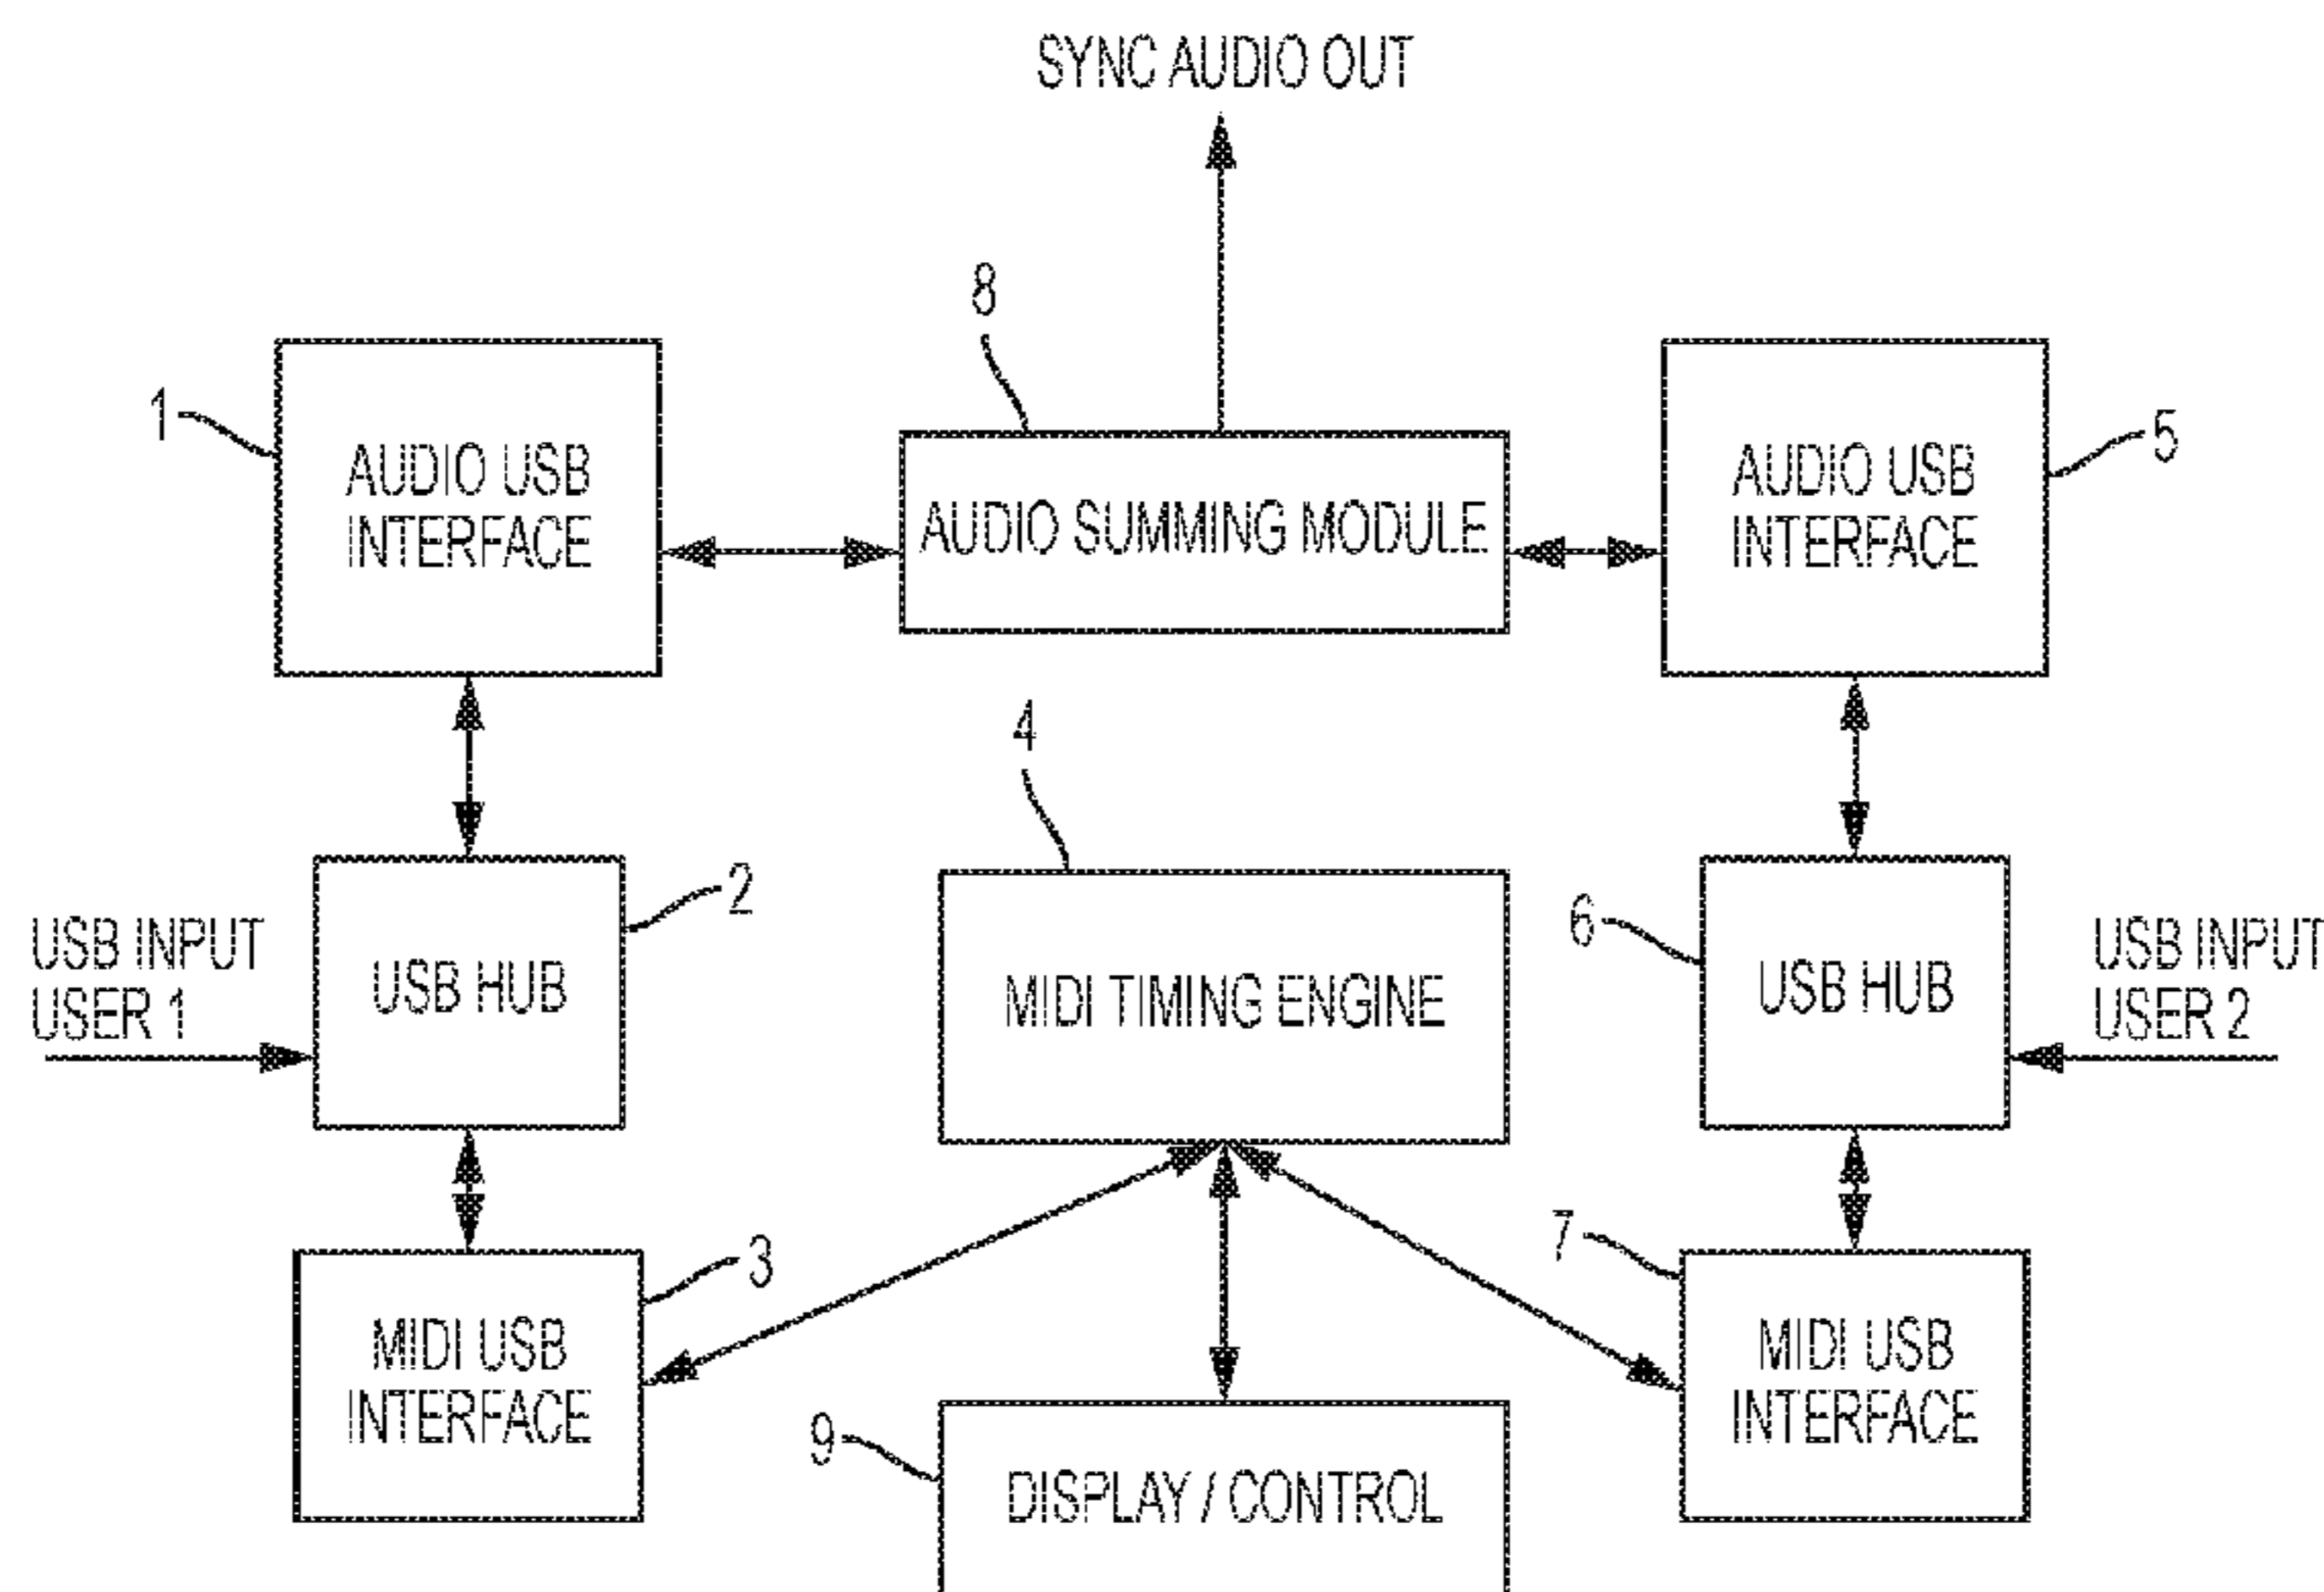 SYNC AUDIO OUT
8
1
AUDIO USB
INTERFACE
AUDIO SUMMING MODULE
AUDIO USB
INTERFACE
5
4
2
USB INPUT
USER 1
USB HUB
MIDI TIMING ENGINE
6
USB HUB
USB INPUT
USER 2
3
MIDI USB
INTERFACE
7
MIDI USB
INTERFACE
9
DISPLAY / CONTROL